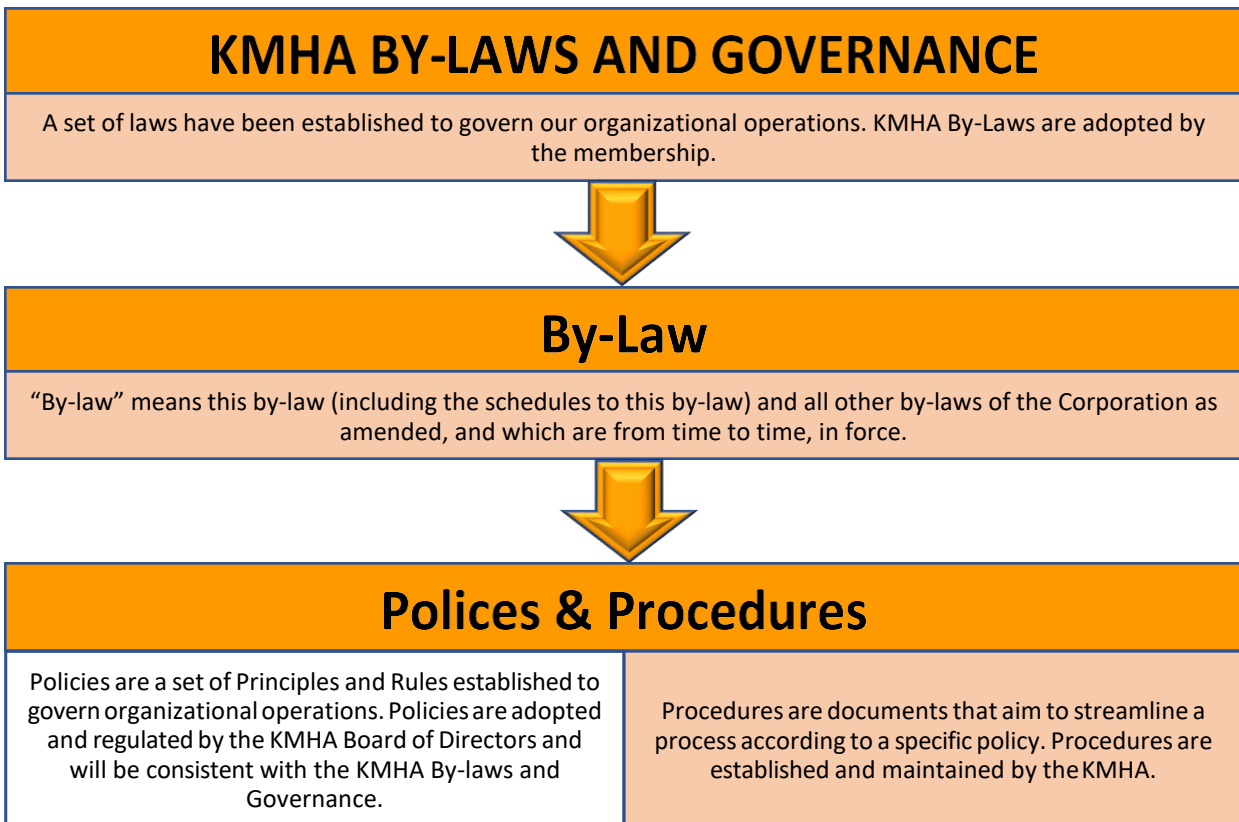 KMHA BY-LAWS AND GOVERNANCE
A set of laws have been established to govern our organizational operations. KMHA By-Laws are adopted by
the membership.
By-Law
“By-law” means this by-law (including the schedules to this by-law) and all other by-laws of the Corporation as
amended, and which are from time to time, in force.
Polices & Procedures
Policies are a set of Principles and Rules established to
govern organizational operations. Policies are adopted
and regulated by the KMHA Board of Directors and
will be consistent with the KMHA By-laws and
Governance.
Procedures are documents that aim to streamline a
process according to a specific policy. Procedures are
established and maintained by the KMHA.